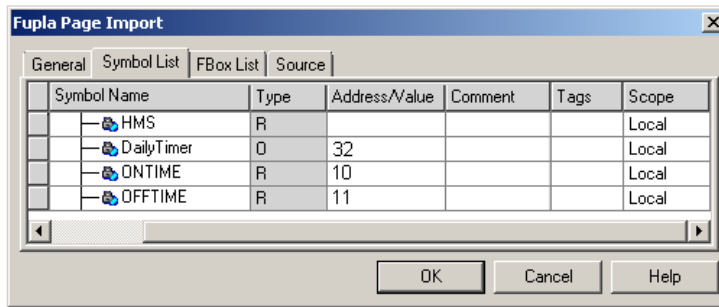 Fupla Page Import
General Symbol List FBox List Source
Symbol Name Type Address/Value Comment Tags Scope
HMS R Local
DailyTimer O 32 Local
ONTIME R 10 Local
OFFTIME R 11 Local
OK Cancel Help